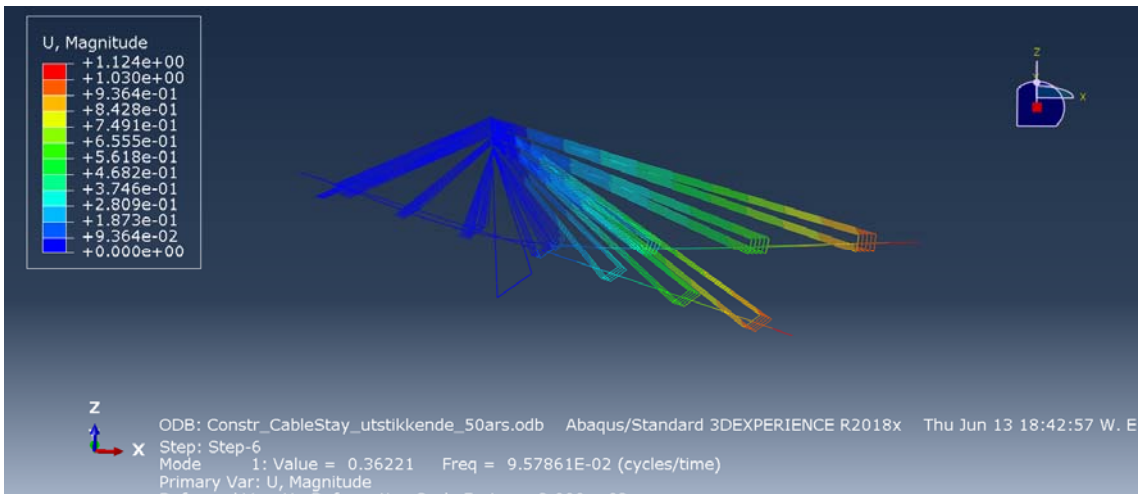 U, Magnitude
+1.124e+00
+1.030e+00
+9.364e-01
+8.428e-01
+7.491e-01
+6.555e-01
+5.618e-01
+4.682e-01
+3.746e-01
+2.809e-01
+1.873e-01
+9.364e-02
+0.000e+00
Z
X
Z
X
ODB: Constr_CableStay_utstikkende_50ars.odb Abaqus/Standard 3DEXPERIENCE R2018x Thu Jun 13 18:42:57 W. E
Step: Step-6
Mode 1: Value = 0.36221 Freq = 9.57861E-02 (cycles/time)
Primary Var: U, Magnitude